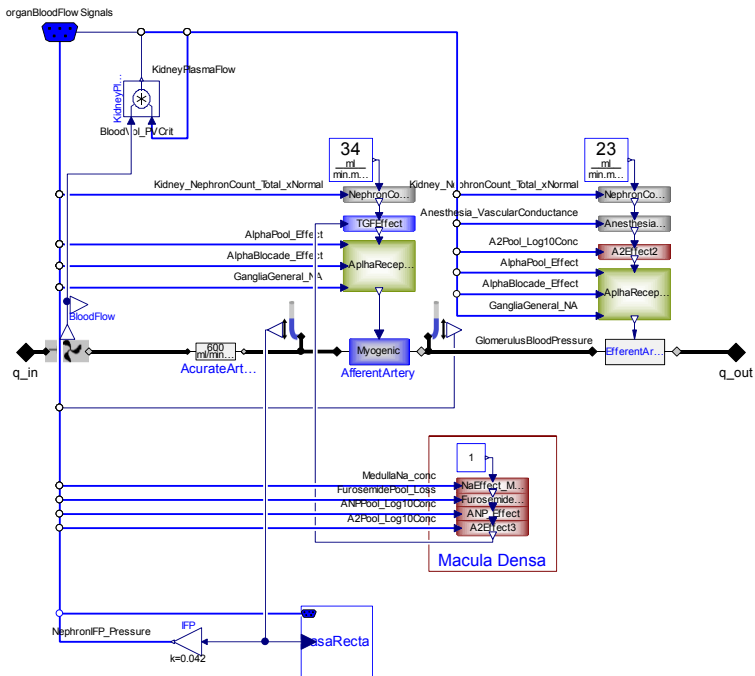 organBloodFlow Signals
KidneyPlasmaFlow
KidneyPl...
BloodVol_PVCrit
34
ml
min.m...
23
ml
min.m...
Kidney_NephronCount_Total_xNormal
NephronCo...
Kidney_NephronCount_Total_xNormal
NephronCo...
TGFEffect
Anesthesia_VascularConductance
Anesthesia...
AlphaPool_Effect
A2Pool_Log10Conc
A2Effect2
AlphaBlocade_Effect
AplhaRecep...
AlphaPool_Effect
GangliaGeneral_NA
AlphaBlocade_Effect
AplhaRecep...
GangliaGeneral_NA
BloodFlow
GlomerulusBloodPressure
600
ml/min...
Myogenic
EfferentAr...
q_in
AcurateArt...
AfferentArtery
q_out
1
MedullaNa_conc
NaEffect_M...
FurosemidePool_Loss
Furosemide...
ANPPool_Log10Conc
ANP_Effect
A2Pool_Log10Conc
A2Effect3
Macula Densa
IFP
NephronIFP_Pressure
k=0.042
asaRecta